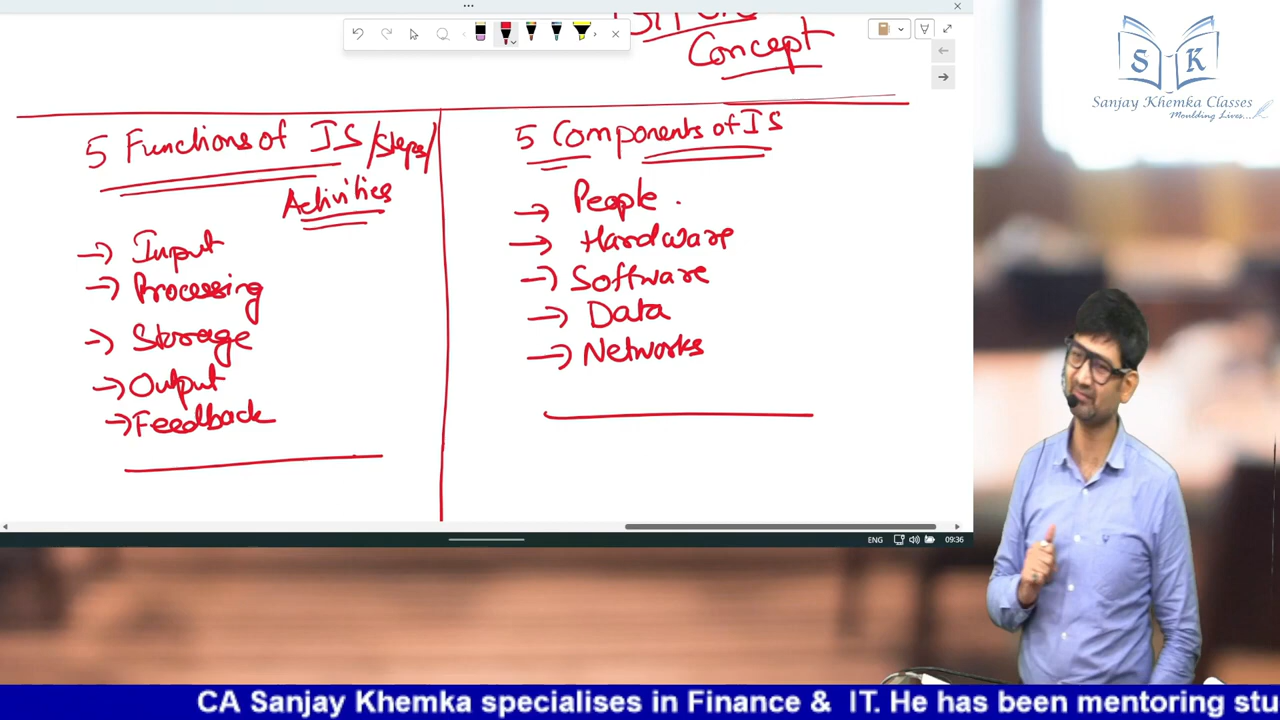 Concept
5 Functions of IS/Steps/
Activities
→ Input
→ Processing
→ Storage
→ Output
→ Feedback
5 Components of IS
→ People .
→ Hardware
→ Software
→ Data
→ Networks
ENG 09:36
S K
Sanjay Khemka Classes
Moulding Lives...
CA Sanjay Khemka specialises in Finance & IT. He has been mentoring stu